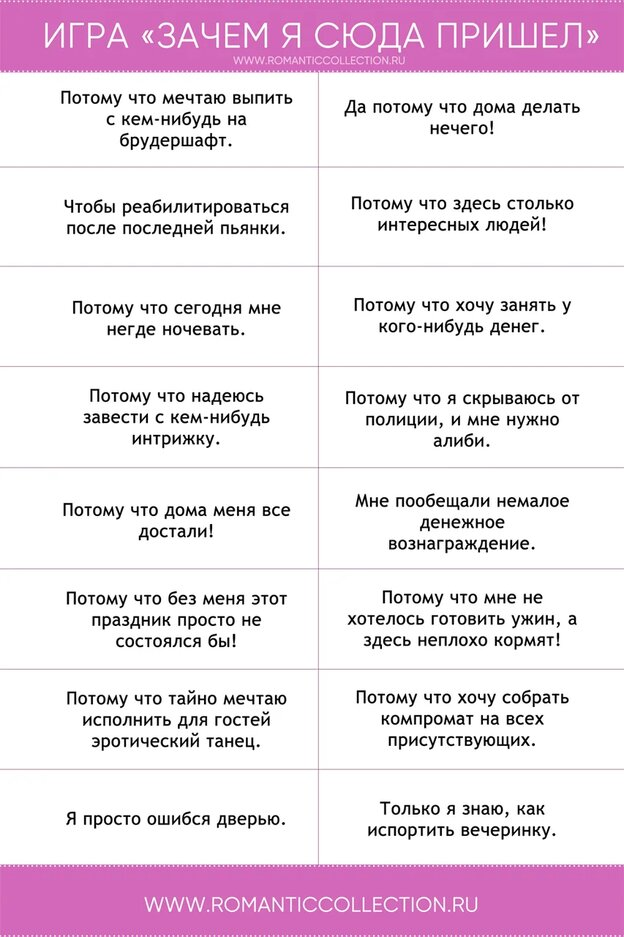 ИГРА «ЗАЧЕМ Я СЮДА ПРИШЕЛ»
WWW.ROMANTICCOLLECTION.RU
Потому что мечтаю выпить
с кем-нибудь на
брудершафт.
Да потому что дома делать
нечего!
Чтобы реабилитироваться
после последней пьянки.
Потому что здесь столько
интересных людей!
Потому что сегодня мне
негде ночевать.
Потому что хочу занять у
кого-нибудь денег.
Потому что надеюсь
завести с кем-нибудь
интрижку.
Потому что я скрываюсь от
полиции, и мне нужно
алиби.
Потому что дома меня все
достали!
Мне пообещали немалое
денежное
вознаграждение.
Потому что без меня этот
праздник просто не
состоялся бы!
Потому что мне не
хотелось готовить ужин, а
здесь неплохо кормят!
Потому что тайно мечтаю
исполнить для гостей
эротический танец.
Потому что хочу собрать
компромат на всех
присутствующих.
Я просто ошибся дверью.
Только я знаю, как
испортить вечеринку.
WWW.ROMANTICCOLLECTION.RU